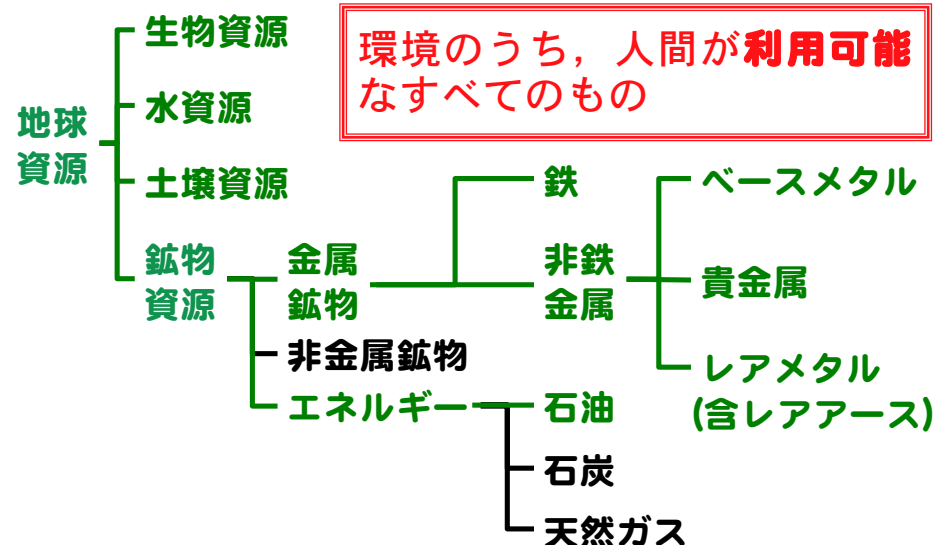 生物資源
環境のうち，人間が利用可能
なすべてのもの
水資源
地球
資源
土壌資源
鉄
ベースメタル
鉱物
資源
金属
鉱物
非鉄
金属
貴金属
非金属鉱物
レアメタル
(含レアアース)
エネルギー
石油
石炭
天然ガス